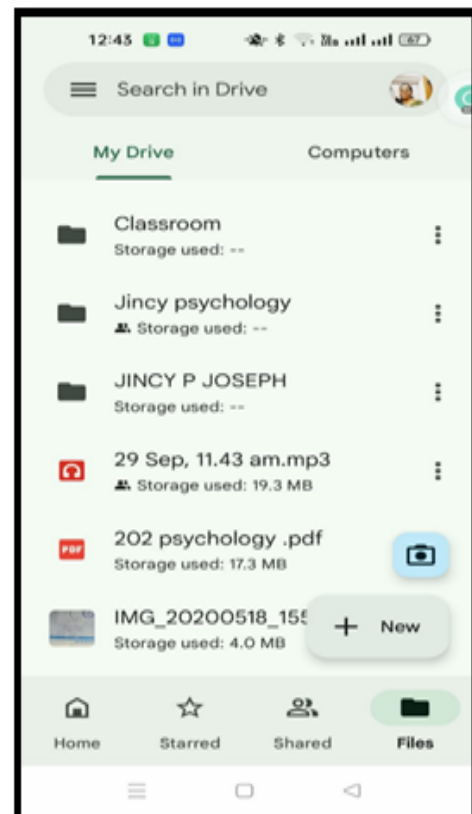 12:43 67
Search in Drive
My Drive Computers
Classroom
Storage used: --
Jincy psychology
Storage used: --
JINCY P JOSEPH
Storage used: --
29 Sep, 11.43 am.mp3
Storage used: 19.3 MB
PDF
202 psychology .pdf
Storage used: 17.3 MB
IMG_20200518_155
Storage used: 4.0 MB
+ New
Home Starred Shared Files